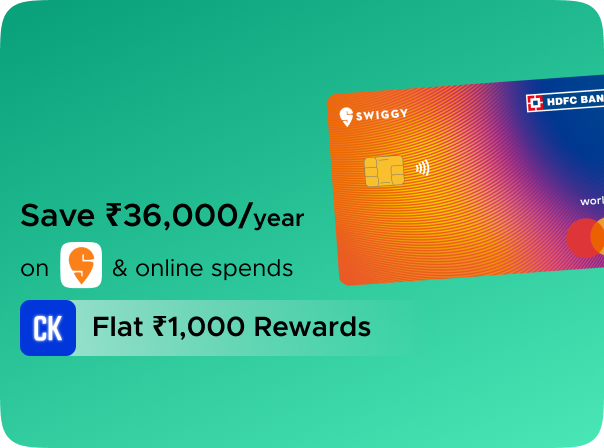 SWIGGY
HDFC BAN
worl
Save ₹36,000/year
on & online spends
CK Flat ₹1,000 Rewards